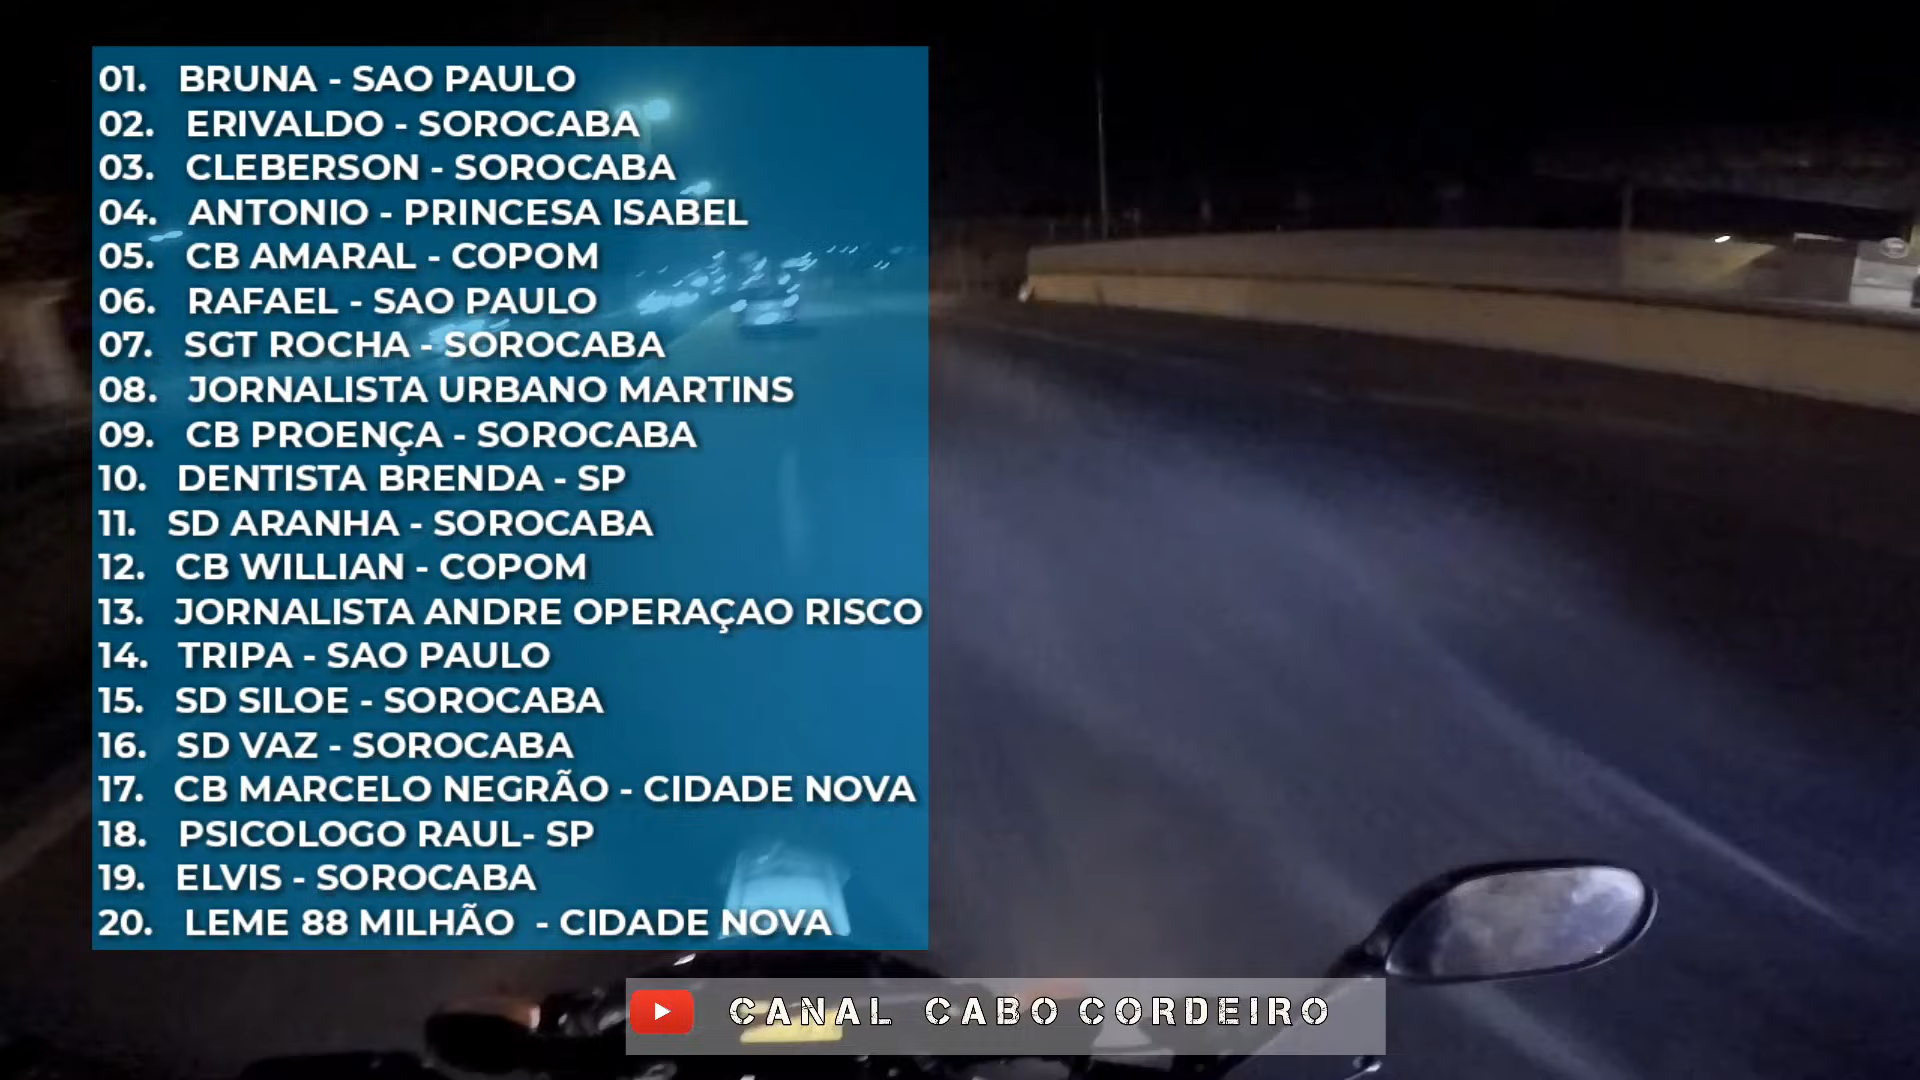 01. BRUNA - SAO PAULO
02. ERIVALDO - SOROCABA
03. CLEBERSON - SOROCABA
04. ANTONIO - PRINCESA ISABEL
05. CB AMARAL - COPOM
06. RAFAEL - SAO PAULO
07. SGT ROCHA - SOROCABA
08. JORNALISTA URBANO MARTINS
09. CB PROENÇA - SOROCABA
10. DENTISTA BRENDA - SP
11. SD ARANHA - SOROCABA
12. CB WILLIAN - COPOM
13. JORNALISTA ANDRE OPERAÇAO RISCO
14. TRIPA - SAO PAULO
15. SD SILOE - SOROCABA
16. SD VAZ - SOROCABA
17. CB MARCELO NEGRÃO - CIDADE NOVA
18. PSICOLOGO RAUL- SP
19. ELVIS - SOROCABA
20. LEME 88 MILHÃO - CIDADE NOVA
CANAL CABO CORDEIRO